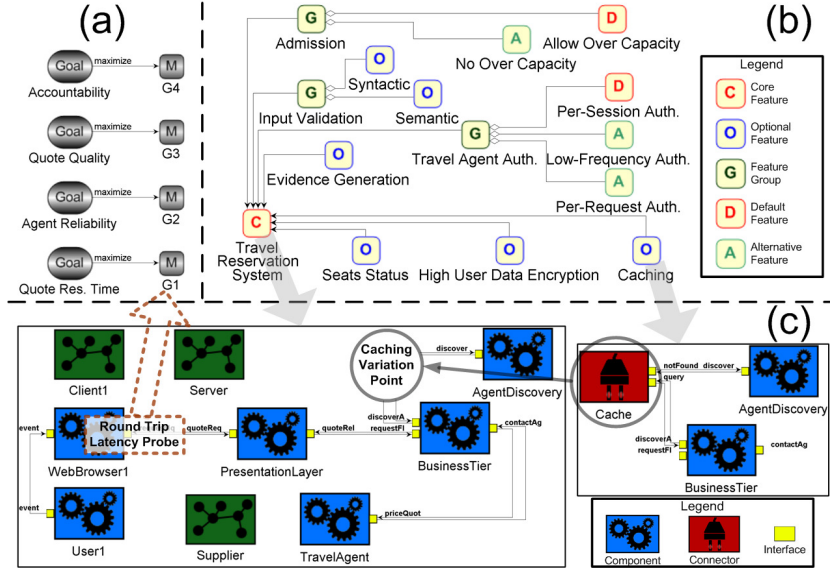 (a)
Goal
maximize
M
Accountability
G4
Goal
maximize
M
Quote Quality
G3
Goal
maximize
M
Agent Reliability
G2
Goal
maximize
M
Quote Res. Time
G1
(b)
G
Admission
D
Allow Over Capacity
A
No Over Capacity
O
Syntactic
G
Input Validation
O
Semantic
D
Per-Session Auth.
G
Travel Agent Auth.
A
Low-Frequency Auth.
O
Evidence Generation
A
Per-Request Auth.
C
Travel
Reservation
System
O
Seats Status
O
High User Data Encryption
O
Caching
Legend
C
Core
Feature
O
Optional
Feature
G
Feature
Group
D
Default
Feature
A
Alternative
Feature
(c)
Client1
Server
Caching
Variation
Point
discover
AgentDiscovery
event
Round Trip
Latency Probe
WebBrowser1
quoteReq
PresentationLayer
quoteRel
discoverA
requestFl
BusinessTier
contactAg
event
User1
Supplier
priceQuot
TravelAgent
Cache
notFound
discover
query
AgentDiscovery
discoverA
requestFl
contactAg
BusinessTier
Legend
Component
Connector
Interface